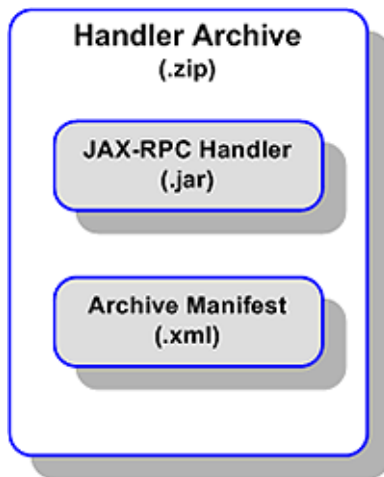 Handler Archive
(.zip)
JAX-RPC Handler
(.jar)
Archive Manifest
(.xml)